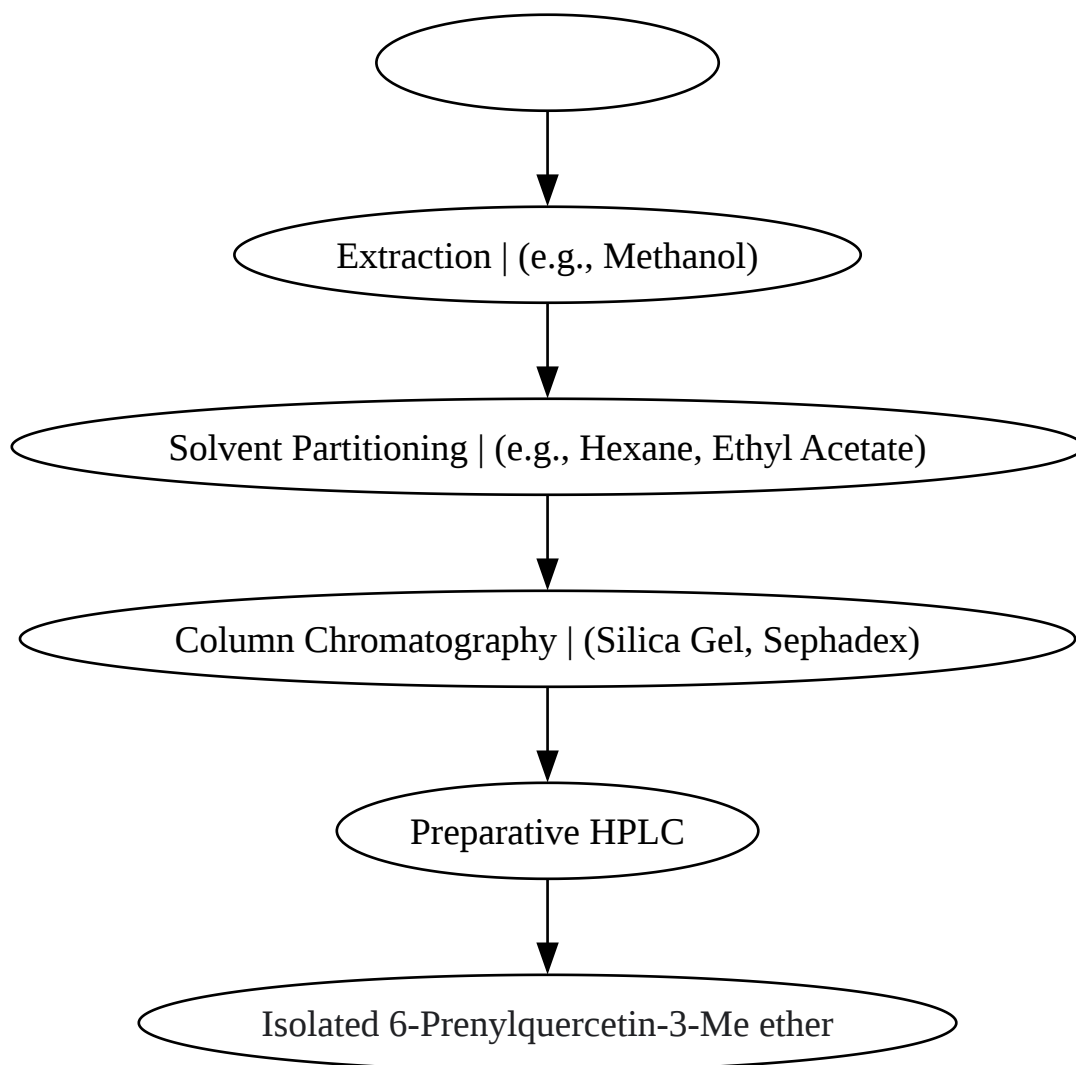 Extraction | (e.g., Methanol)
Solvent Partitioning | (e.g., Hexane, Ethyl Acetate)
Column Chromatography | (Silica Gel, Sephadex)
Preparative HPLC
Isolated 6-Prenylquercetin-3-Me ether